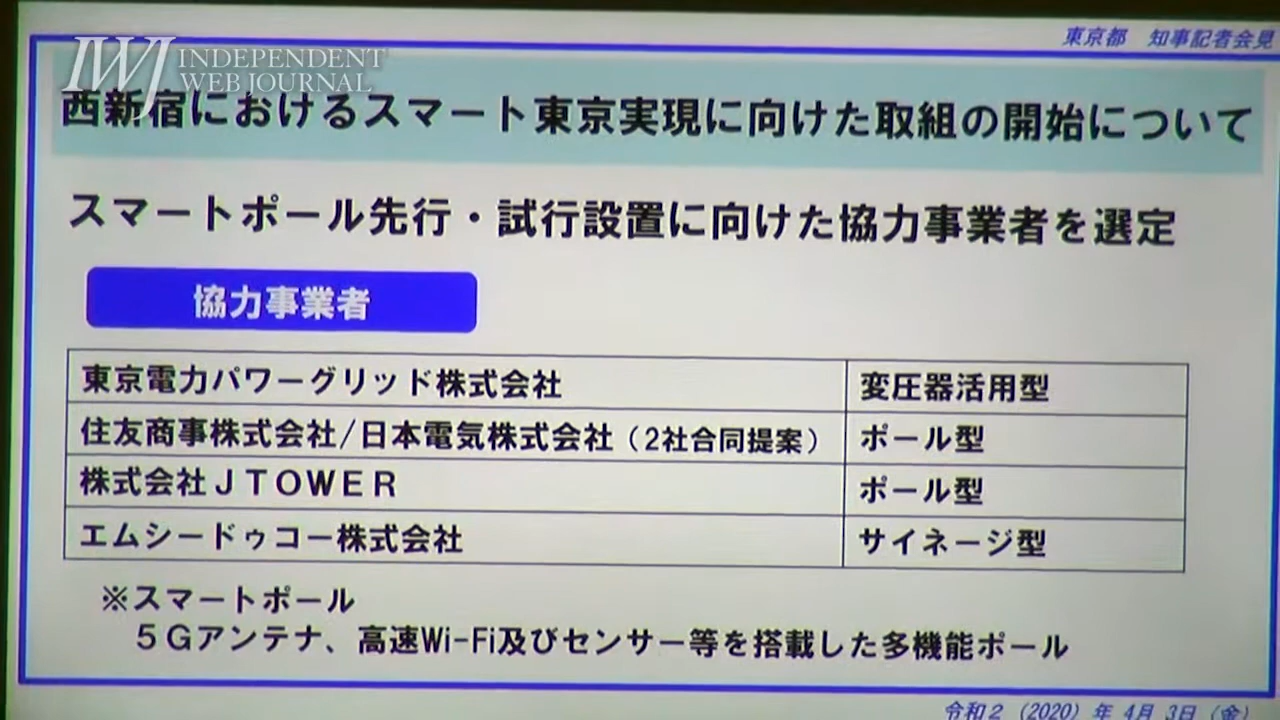 IWJ INDEPENDENT
WEB JOURNAL
東京都 知事記者会見
西新宿におけるスマート東京実現に向けた取組の開始について
スマートポール先行・試行設置に向けた協力事業者を選定
協力事業者
東京電力パワーグリッド株式会社 変圧器活用型
住友商事株式会社/日本電気株式会社（2社合同提案） ポール型
株式会社ＪＴＯＷＥＲ ポール型
エムシードゥコー株式会社 サイネージ型
※スマートポール
５Ｇアンテナ、高速Wi-Fi及びセンサー等を搭載した多機能ポール
令和２（2020）年 4月 3日（金）